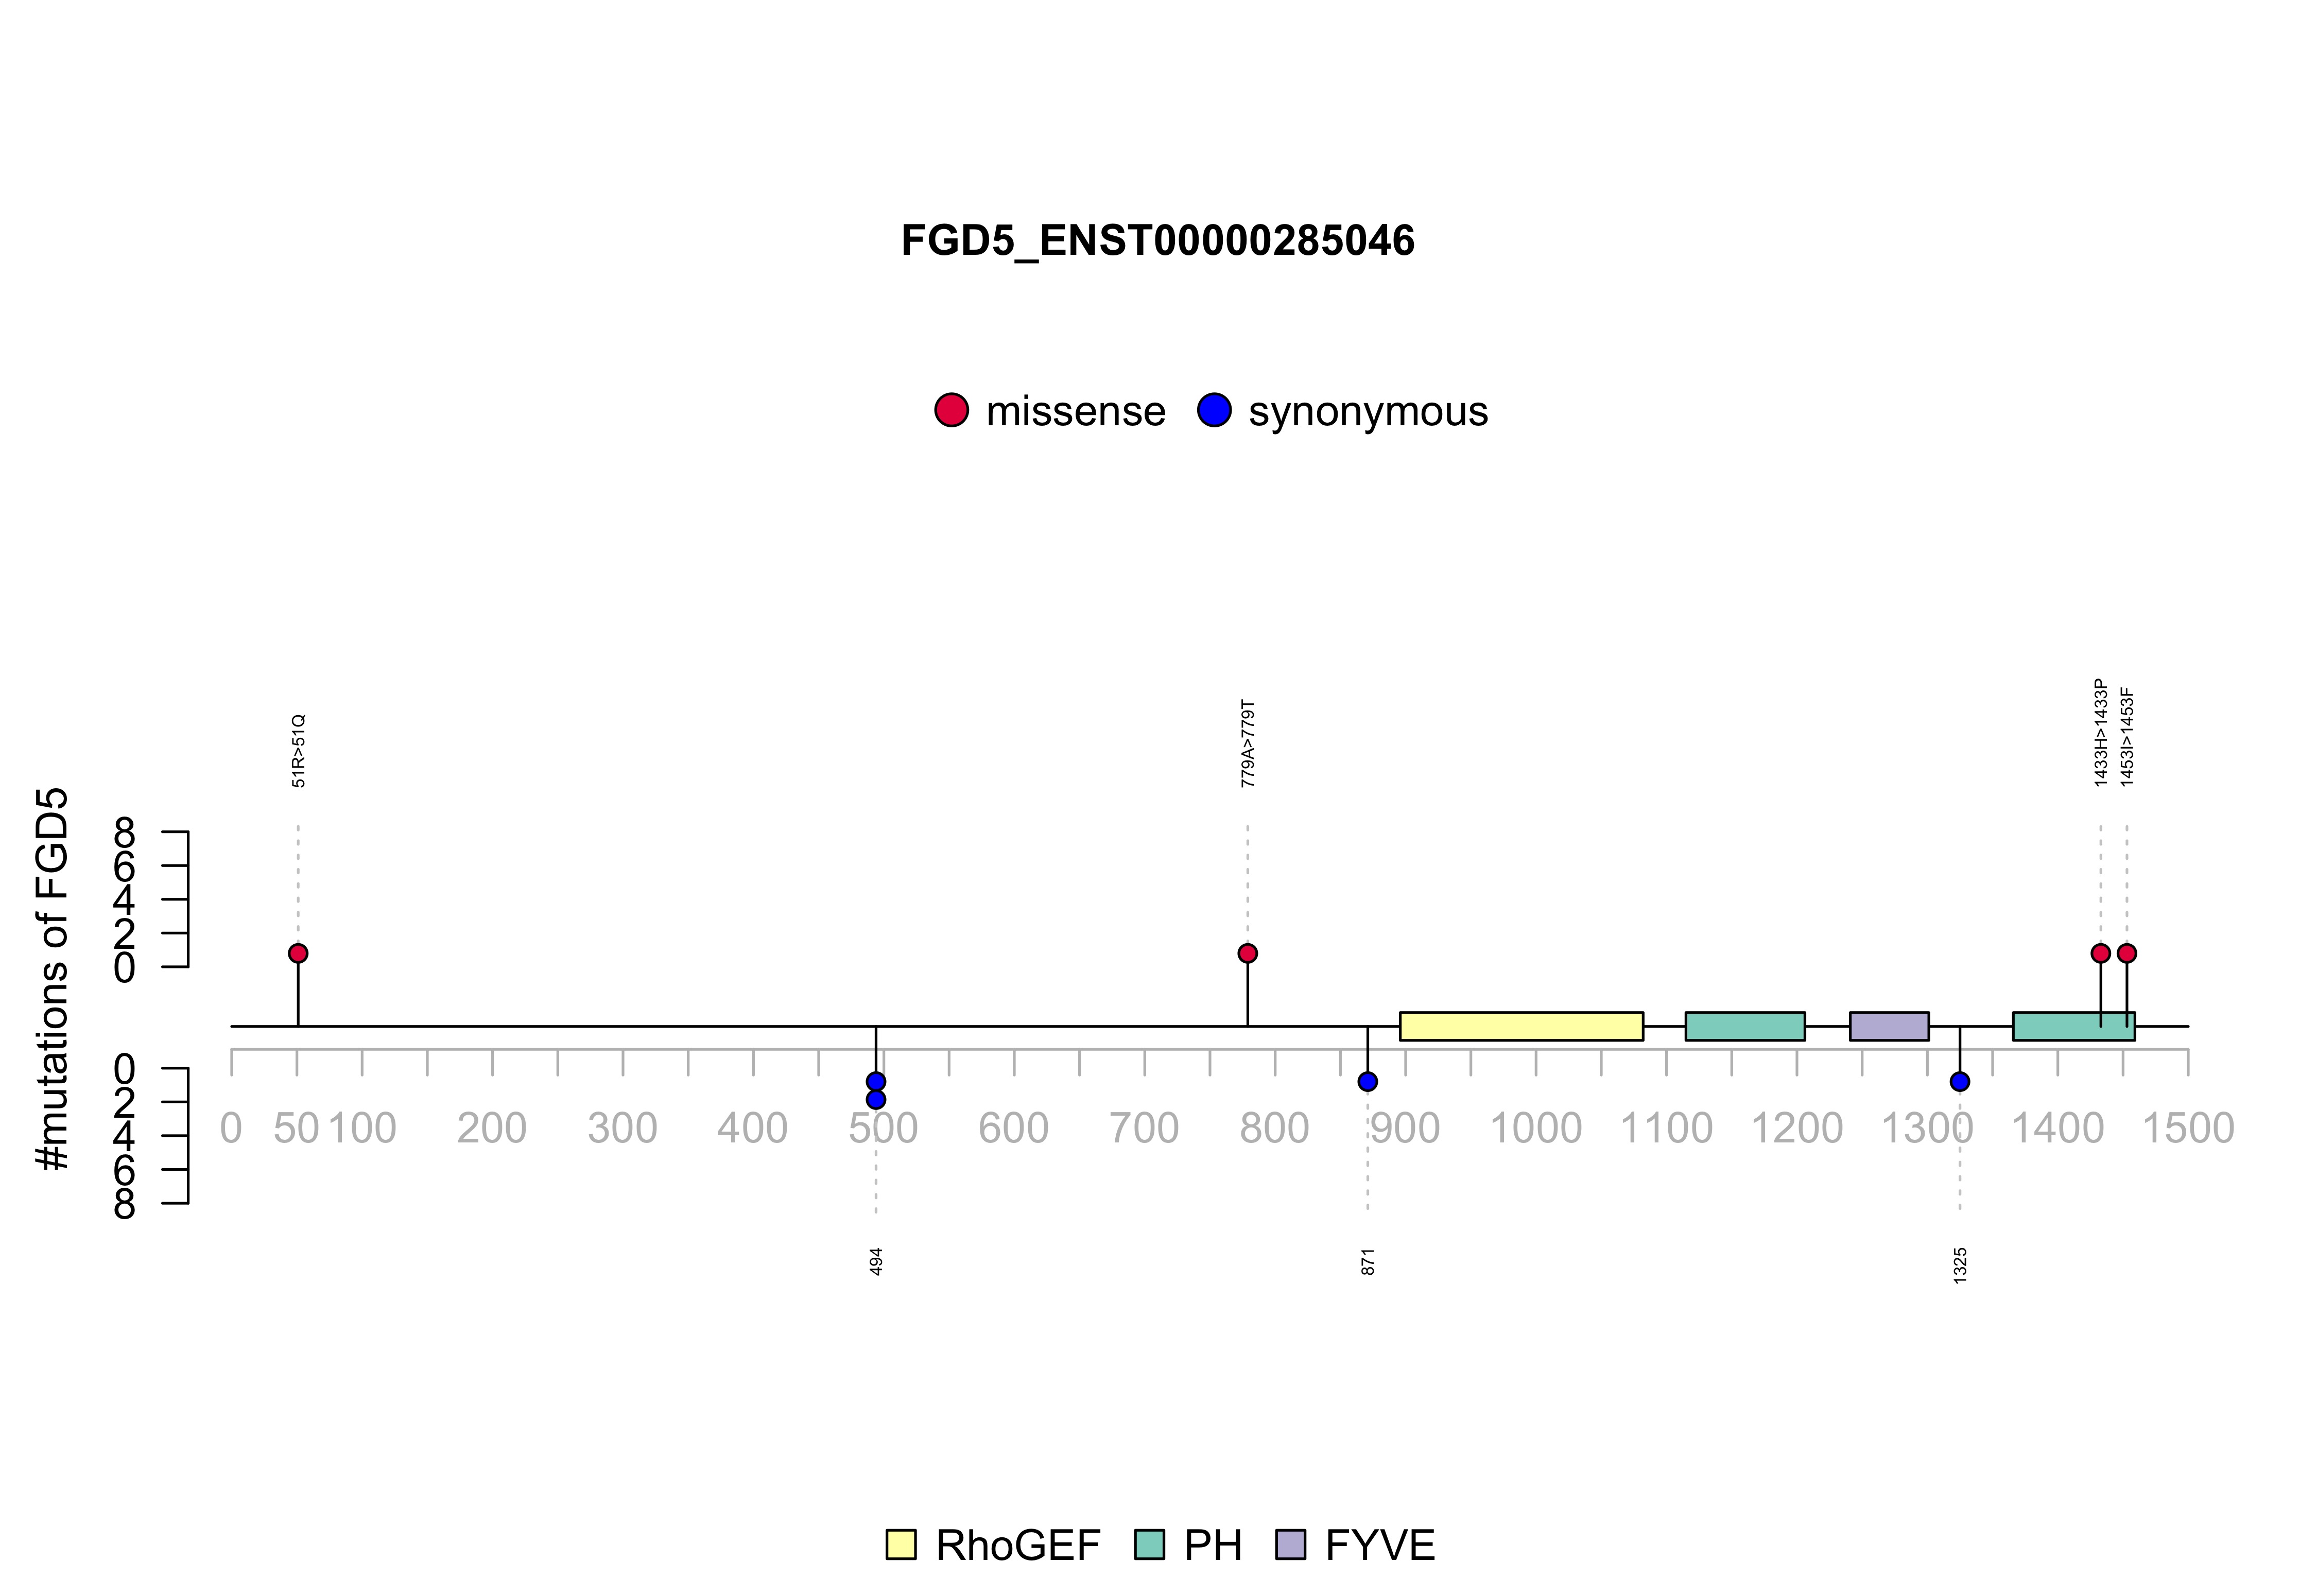 FGD5_ENST00000285046
missense synonymous
51R>51Q
779A>779T
1433H>1433P
1453I>1453F
#mutations of FGD5
8
6
4
2
0
0
2
4
6
8
0 50 100 200 300 400 500 600 700 800 900 1000 1100 1200 1300 1400 1500
494
871
1325
RhoGEF PH FYVE